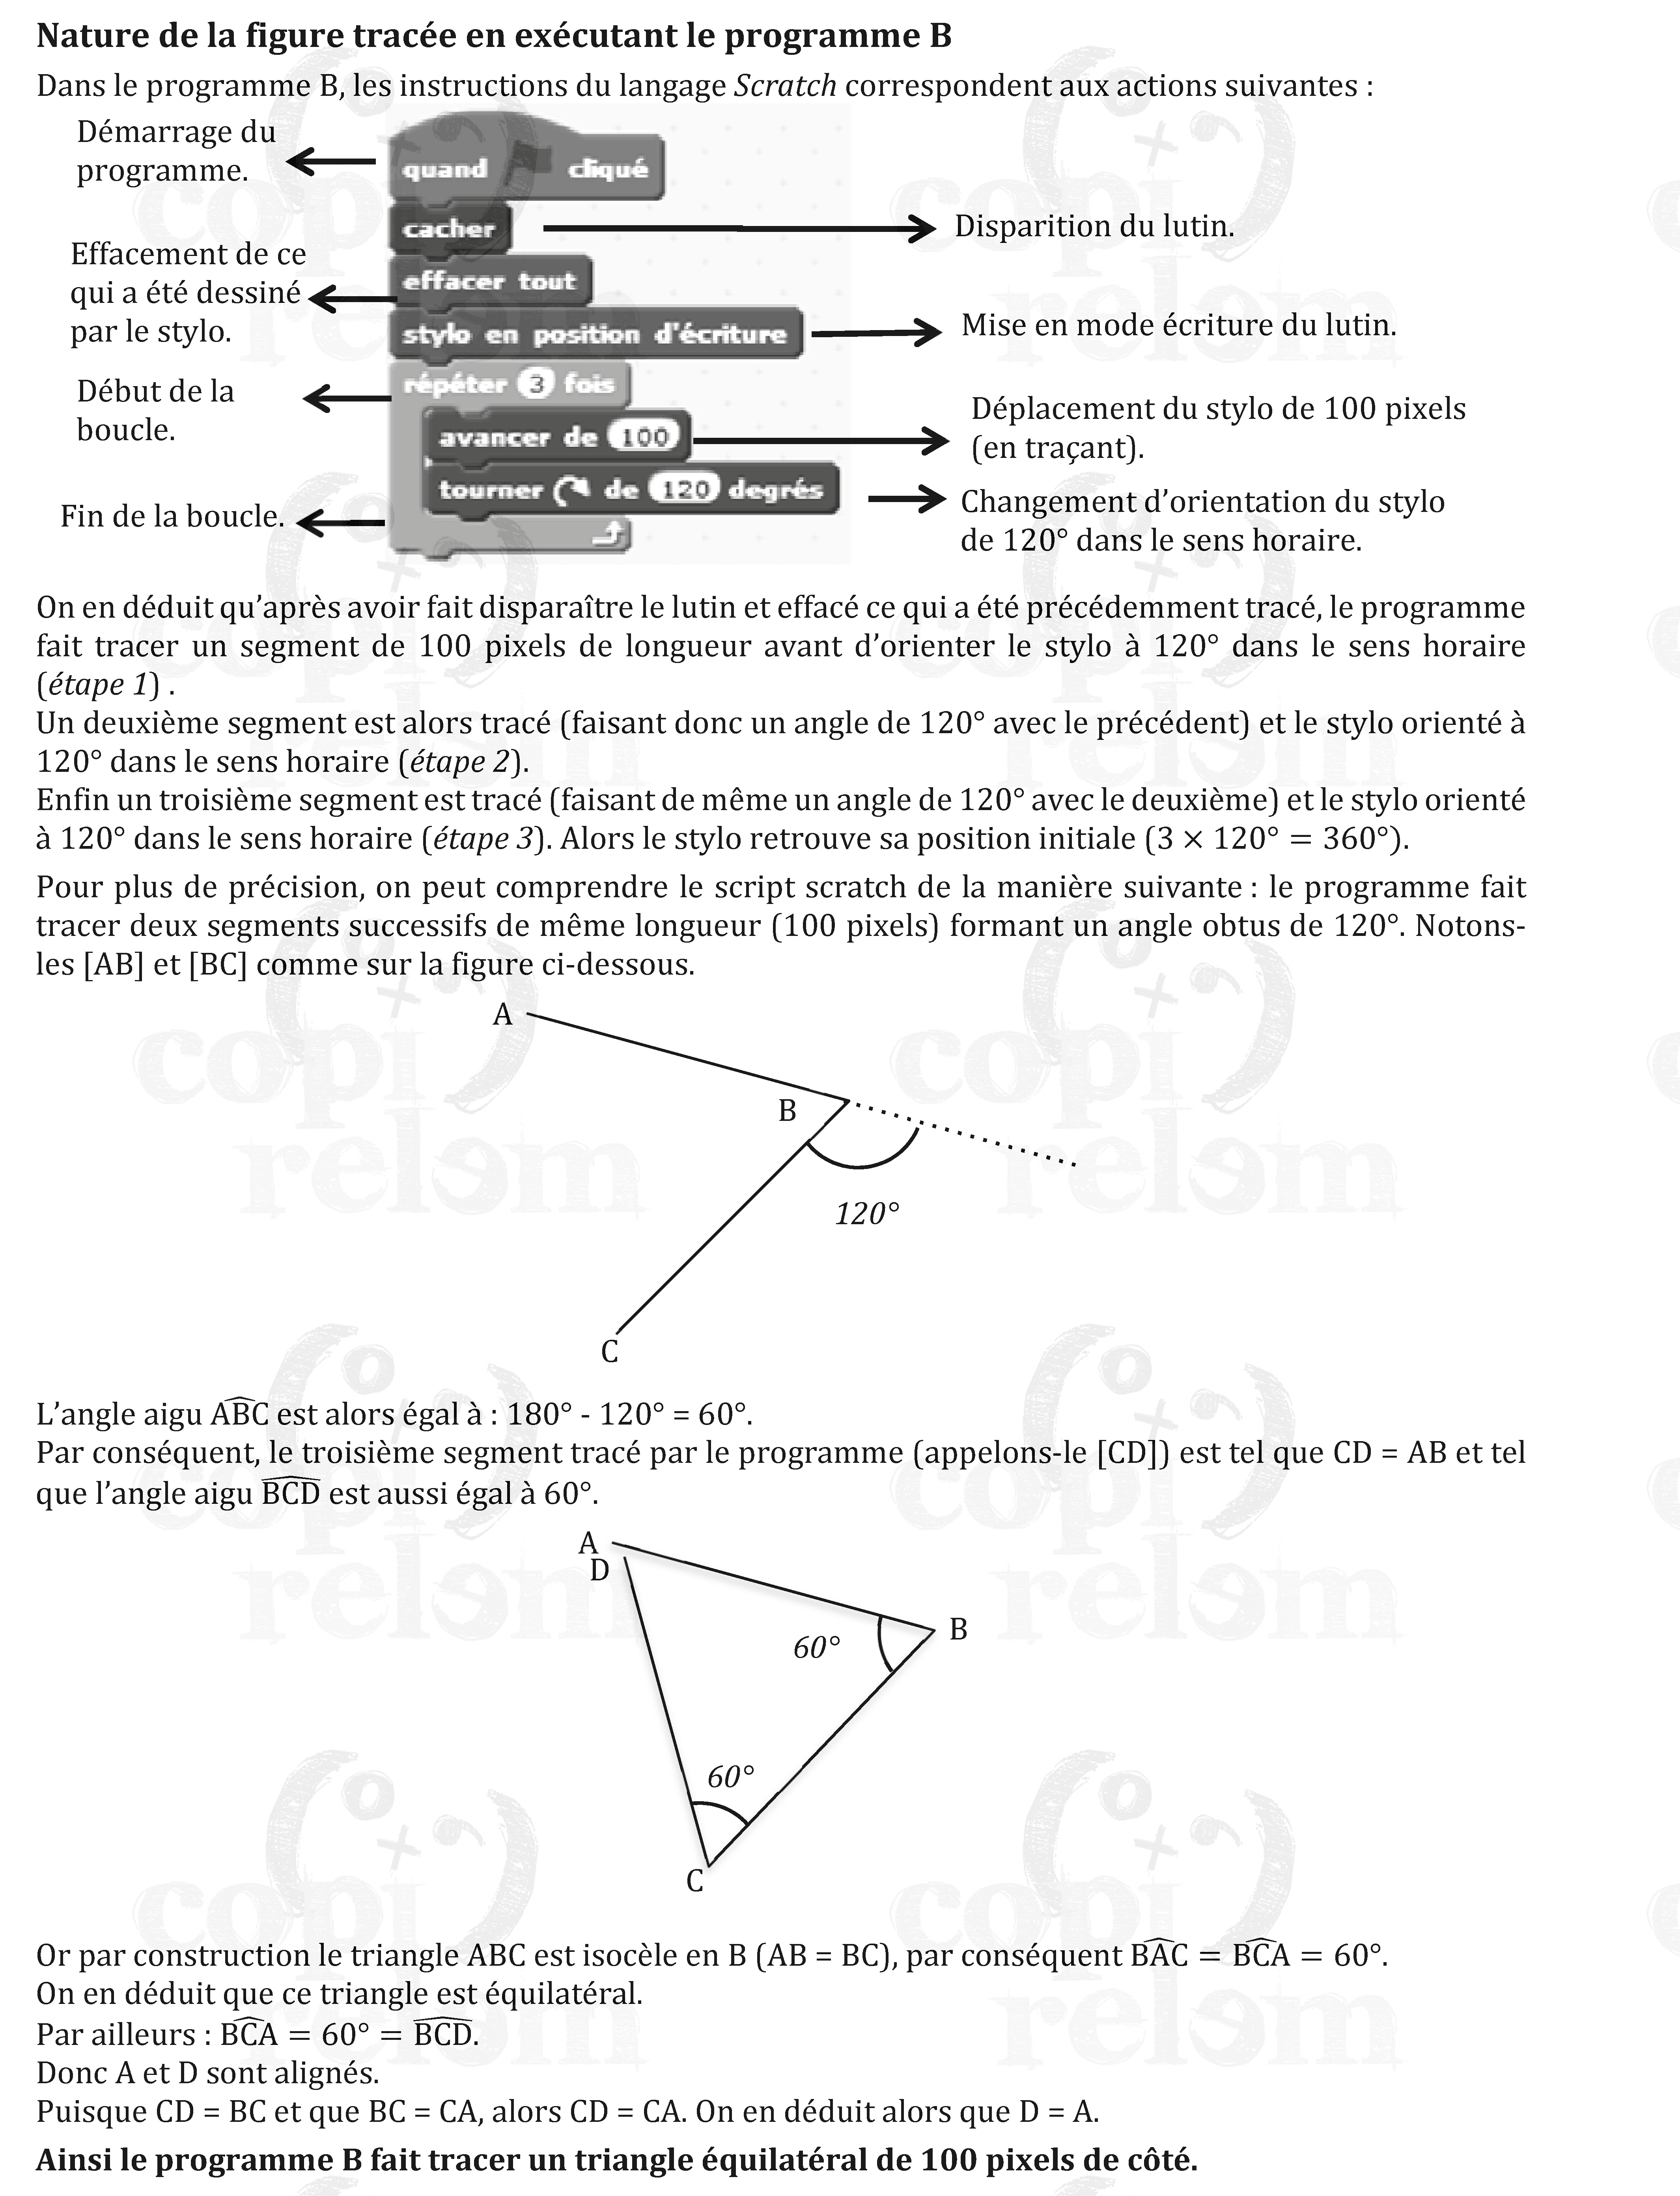 Nature de la figure tracée en exécutant le programme B
Dans le programme B, les instructions du langage Scratch correspondent aux actions suivantes :
Démarrage du
programme.
quand cliqué
cacher
Disparition du lutin.
Effacement de ce
qui a été dessiné
par le stylo.
effacer tout
stylo en position d'écriture
Mise en mode écriture du lutin.
Début de la
boucle.
répéter 3 fois
avancer de 100
Déplacement du stylo de 100 pixels
(en traçant).
tourner de 120 degrés
Changement d’orientation du stylo
de 120° dans le sens horaire.
Fin de la boucle.
On en déduit qu’après avoir fait disparaître le lutin et effacé ce qui a été précédemment tracé, le programme
fait tracer un segment de 100 pixels de longueur avant d’orienter le stylo à 120° dans le sens horaire
(étape 1) .
Un deuxième segment est alors tracé (faisant donc un angle de 120° avec le précédent) et le stylo orienté à
120° dans le sens horaire (étape 2).
Enfin un troisième segment est tracé (faisant de même un angle de 120° avec le deuxième) et le stylo orienté
à 120° dans le sens horaire (étape 3). Alors le stylo retrouve sa position initiale (3 × 120° = 360°).
Pour plus de précision, on peut comprendre le script scratch de la manière suivante : le programme fait
tracer deux segments successifs de même longueur (100 pixels) formant un angle obtus de 120°. Notons-
les [AB] et [BC] comme sur la figure ci-dessous.
A
B
120°
C
L’angle aigu ABC est alors égal à : 180° - 120° = 60°.
Par conséquent, le troisième segment tracé par le programme (appelons-le [CD]) est tel que CD = AB et tel
que l’angle aigu BCD est aussi égal à 60°.
A
D
B
60°
60°
C
Or par construction le triangle ABC est isocèle en B (AB = BC), par conséquent BAC = BCA = 60°.
On en déduit que ce triangle est équilatéral.
Par ailleurs : BCA = 60° = BCD.
Donc A et D sont alignés.
Puisque CD = BC et que BC = CA, alors CD = CA. On en déduit alors que D = A.
Ainsi le programme B fait tracer un triangle équilatéral de 100 pixels de côté.
copirelem